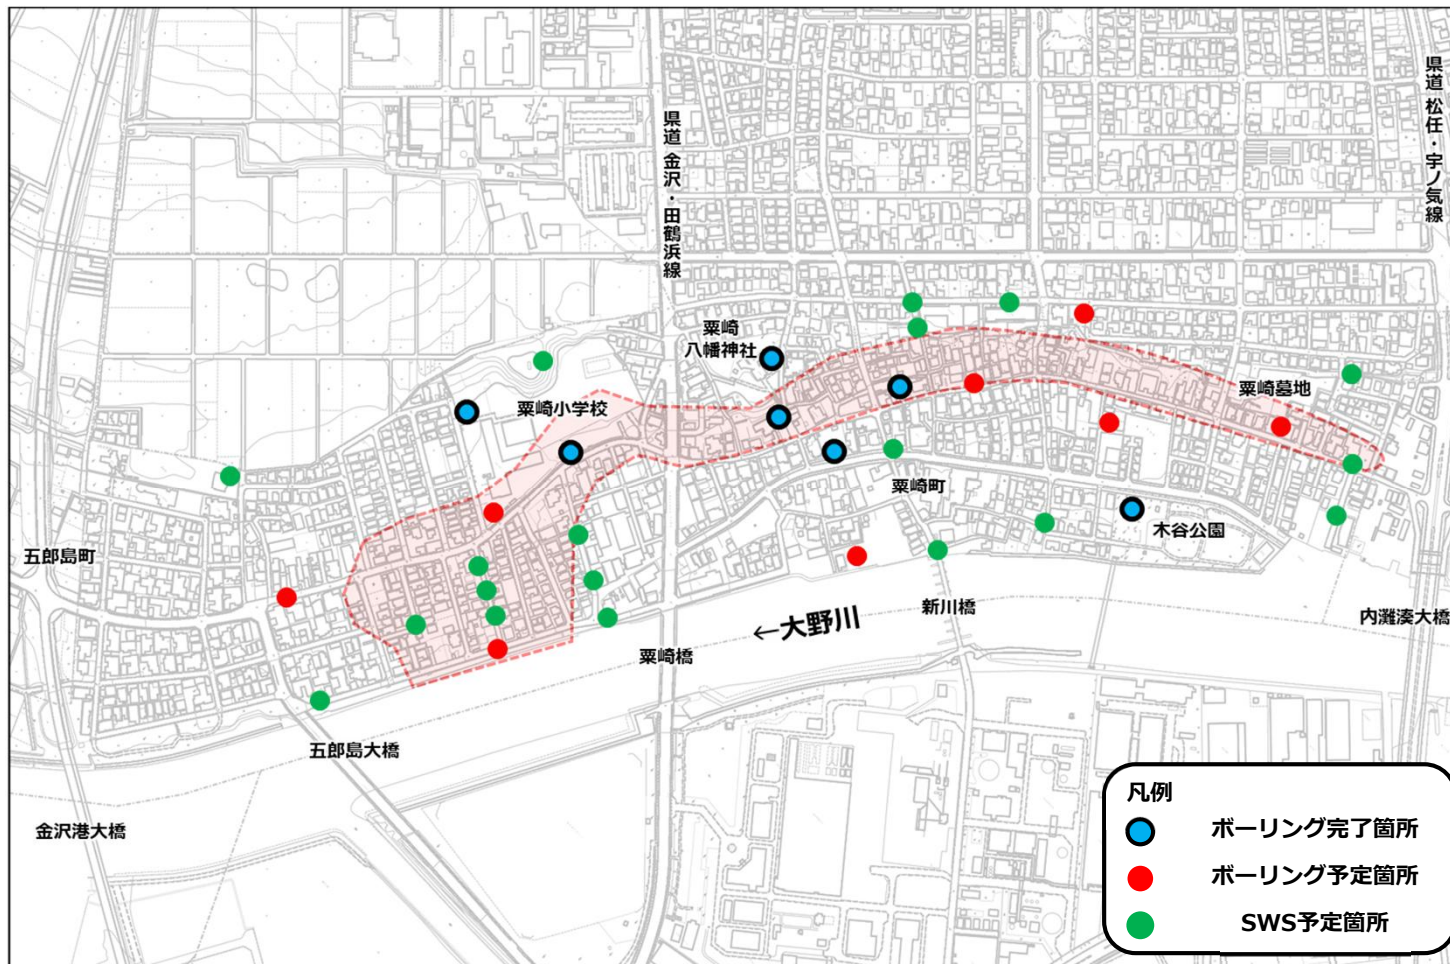 県道 松任・宇ノ気線
県道 金沢・田鶴浜線
粟崎
八幡神社
粟崎小学校
粟崎墓地
粟崎町
木谷公園
五郎島町
新川橋
内灘湊大橋
←大野川
粟崎橋
五郎島大橋
金沢港大橋
凡例
ボーリング完了箇所
ボーリング予定箇所
SWS予定箇所